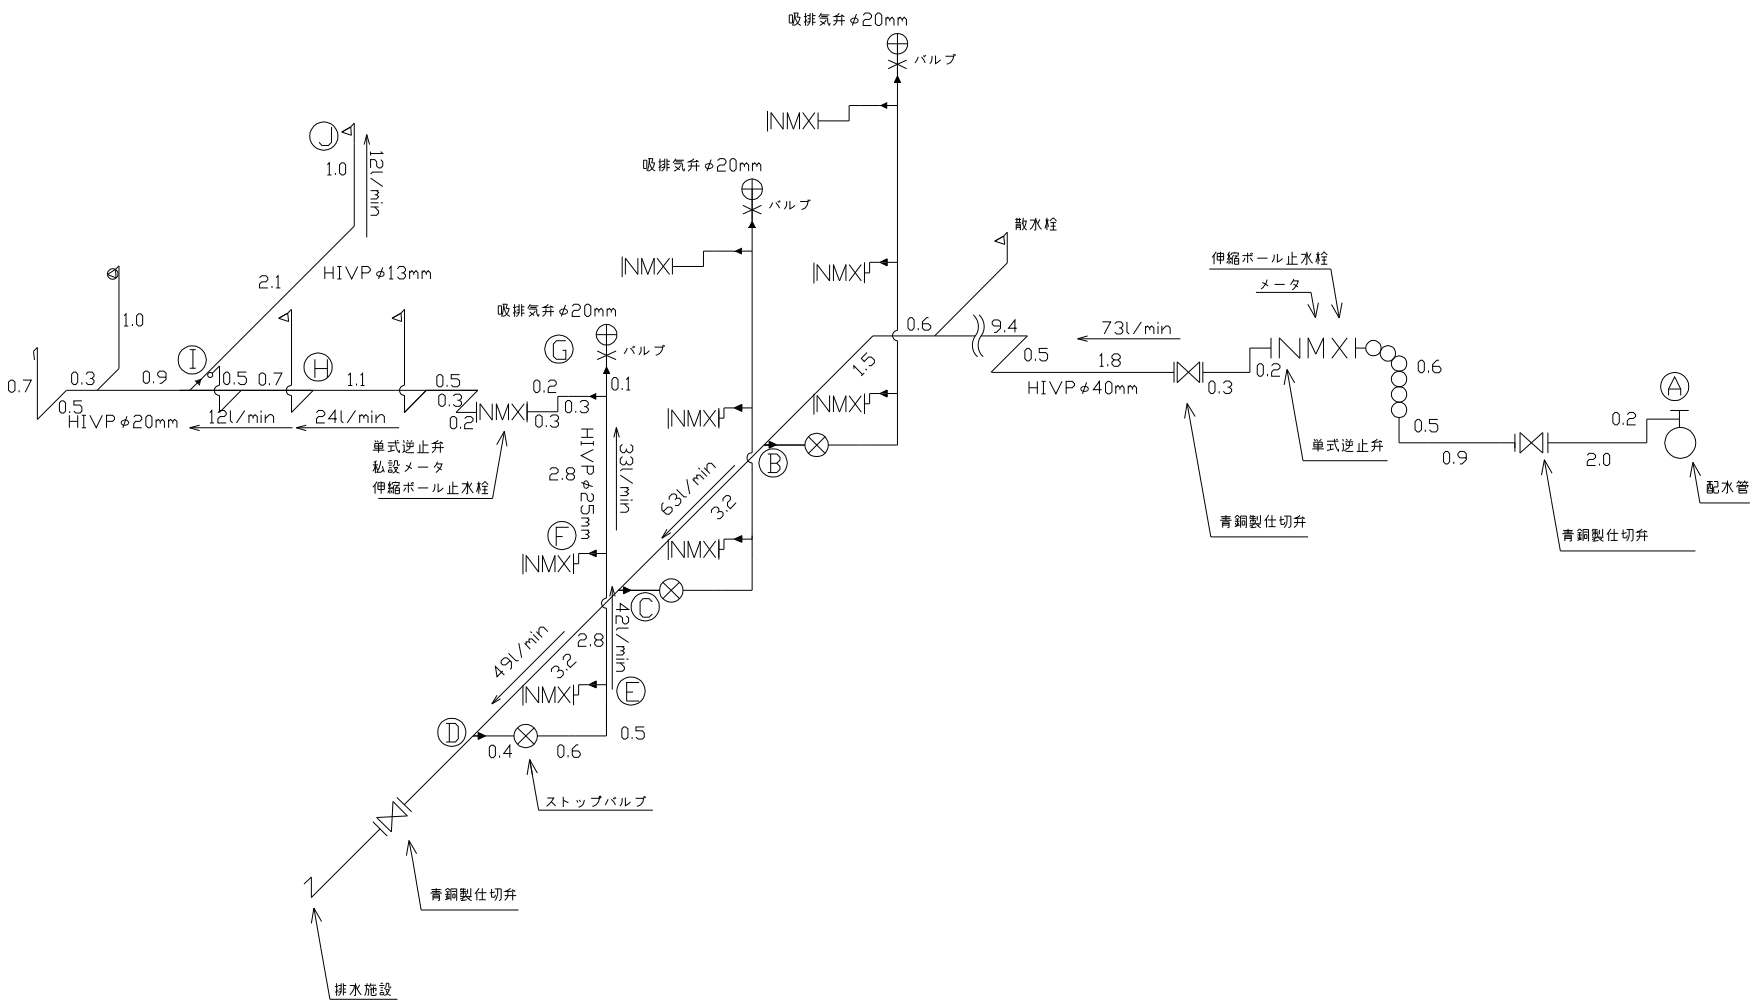 吸排気弁φ20mm
バルブ
吸排気弁φ20mm
バルブ
J
1.0
12l/min
HIVPφ13mm
2.1
1.0
I
0.7
0.3
0.9
0.5
0.7
H
1.1
0.5
0.3
0.2
0.5
HIVPφ20mm
12l/min
24l/min
単式逆止弁
私設メータ
伸縮ボール止水栓
NMX
吸排気弁φ20mm
バルブ
G
0.2
0.1
0.3
0.3
HIVPφ25mm
2.8
33l/min
F
NMX
42l/min
2.8
NMX
E
0.5
D
0.4
0.6
ストップバルブ
青銅製仕切弁
排水施設
49l/min
3.2
C
NMX
NMX
NMX
63l/min
3.2
B
NMX
NMX
NMX
1.5
0.6
散水栓
9.4
0.5
73l/min
1.8
HIVPφ40mm
0.3
0.2
伸縮ボール止水栓
メータ
NMX
単式逆止弁
青銅製仕切弁
0.6
0.5
0.9
2.0
0.2
A
配水管
青銅製仕切弁